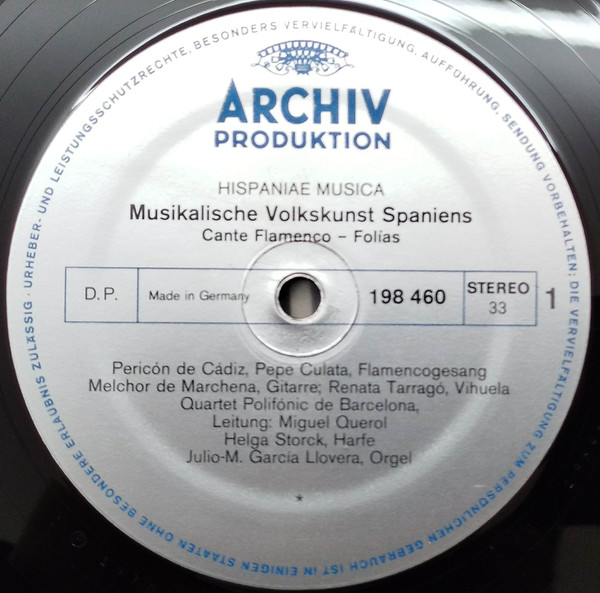 URHEBER- UND LEISTUNGSSCHUTZRECHTE, BESONDERS VERVIELFÄLTIGUNG, AUFFÜHRUNG, SENDUNG VORBEHALTEN; DIE VERVIELFÄLTIGUNG ZUM PERSÖNLICHEN GEBRAUCH IST IN EINIGEN STAATEN OHNE BESONDERE ERLAUBNIS ZULÄSSIG ·
ARCHIV
PRODUKTION
HISPANIAE MUSICA
Musikalische Volkskunst Spaniens
Cante Flamenco – Folías
D.P.
Made in Germany
198 460
STEREO
33
1
Pericón de Cádiz, Pepe Culata, Flamencogesang
Melchor de Marchena, Gitarre; Renata Tarragó, Vihuela
Quartet Polifónic de Barcelona,
Leitung: Miguel Querol
Helga Storck, Harfe
Julio-M. García Llovera, Orgel
*